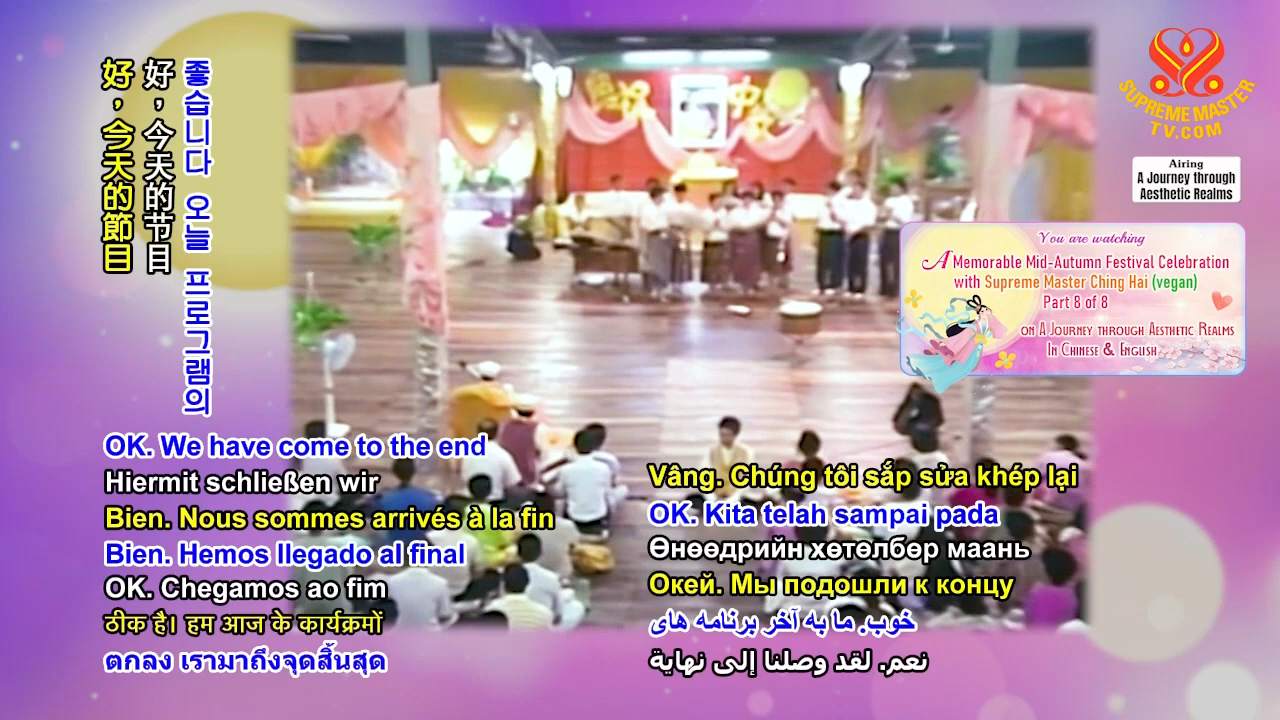 好，今天的節目
好，今天的节目
좋습니다 오늘 프로그램의
OK. We have come to the end
Hiermit schließen wir
Bien. Nous sommes arrivés à la fin
Bien. Hemos llegado al final
OK. Chegamos ao fim
ठीक है। हम आज के कार्यक्रमों
ตกลง เรามาถึงจุดสิ้นสุด
Vâng. Chúng tôi sắp sửa khép lại
OK. Kita telah sampai pada
Өнөөдрийн хөтөлбөр маань
Окей. Мы подошли к концу
خوب. ما به آخر برنامه های
نعم. لقد وصلنا إلى نهاية
SUPREME MASTER
TV.COM
Airing
A Journey through
Aesthetic Realms
You are watching
A Memorable Mid-Autumn Festival Celebration
with Supreme Master Ching Hai (vegan)
Part 8 of 8
on A Journey through Aesthetic Realms
In Chinese & English